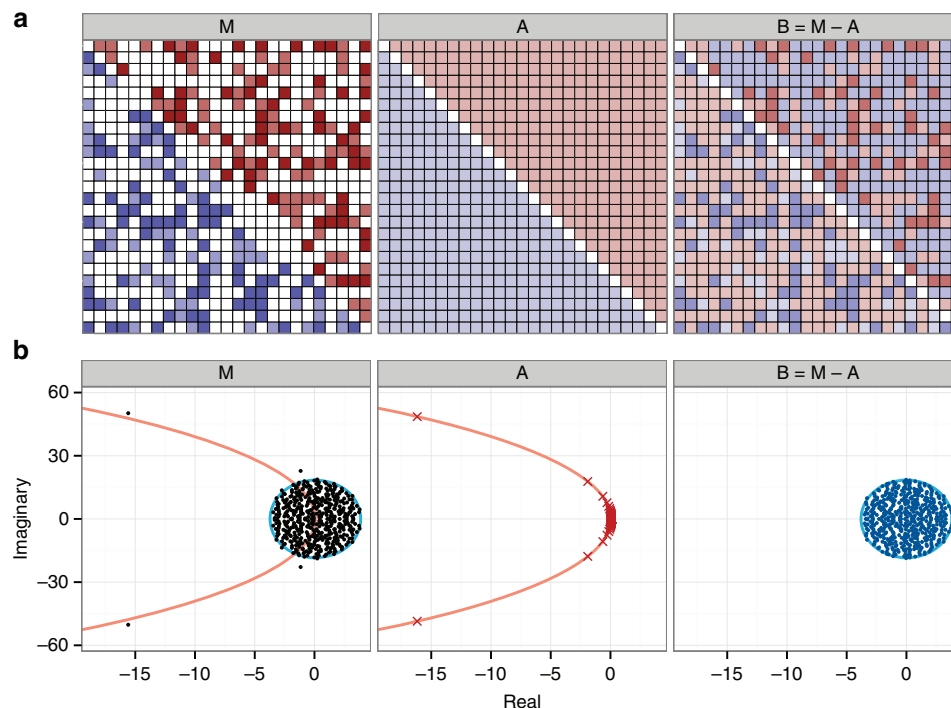 a
M
A
B = M – A
b
M
A
B = M – A
60
30
0
–30
–60
Imaginary
–15 –10 –5 0
–15 –10 –5 0
–15 –10 –5 0
Real